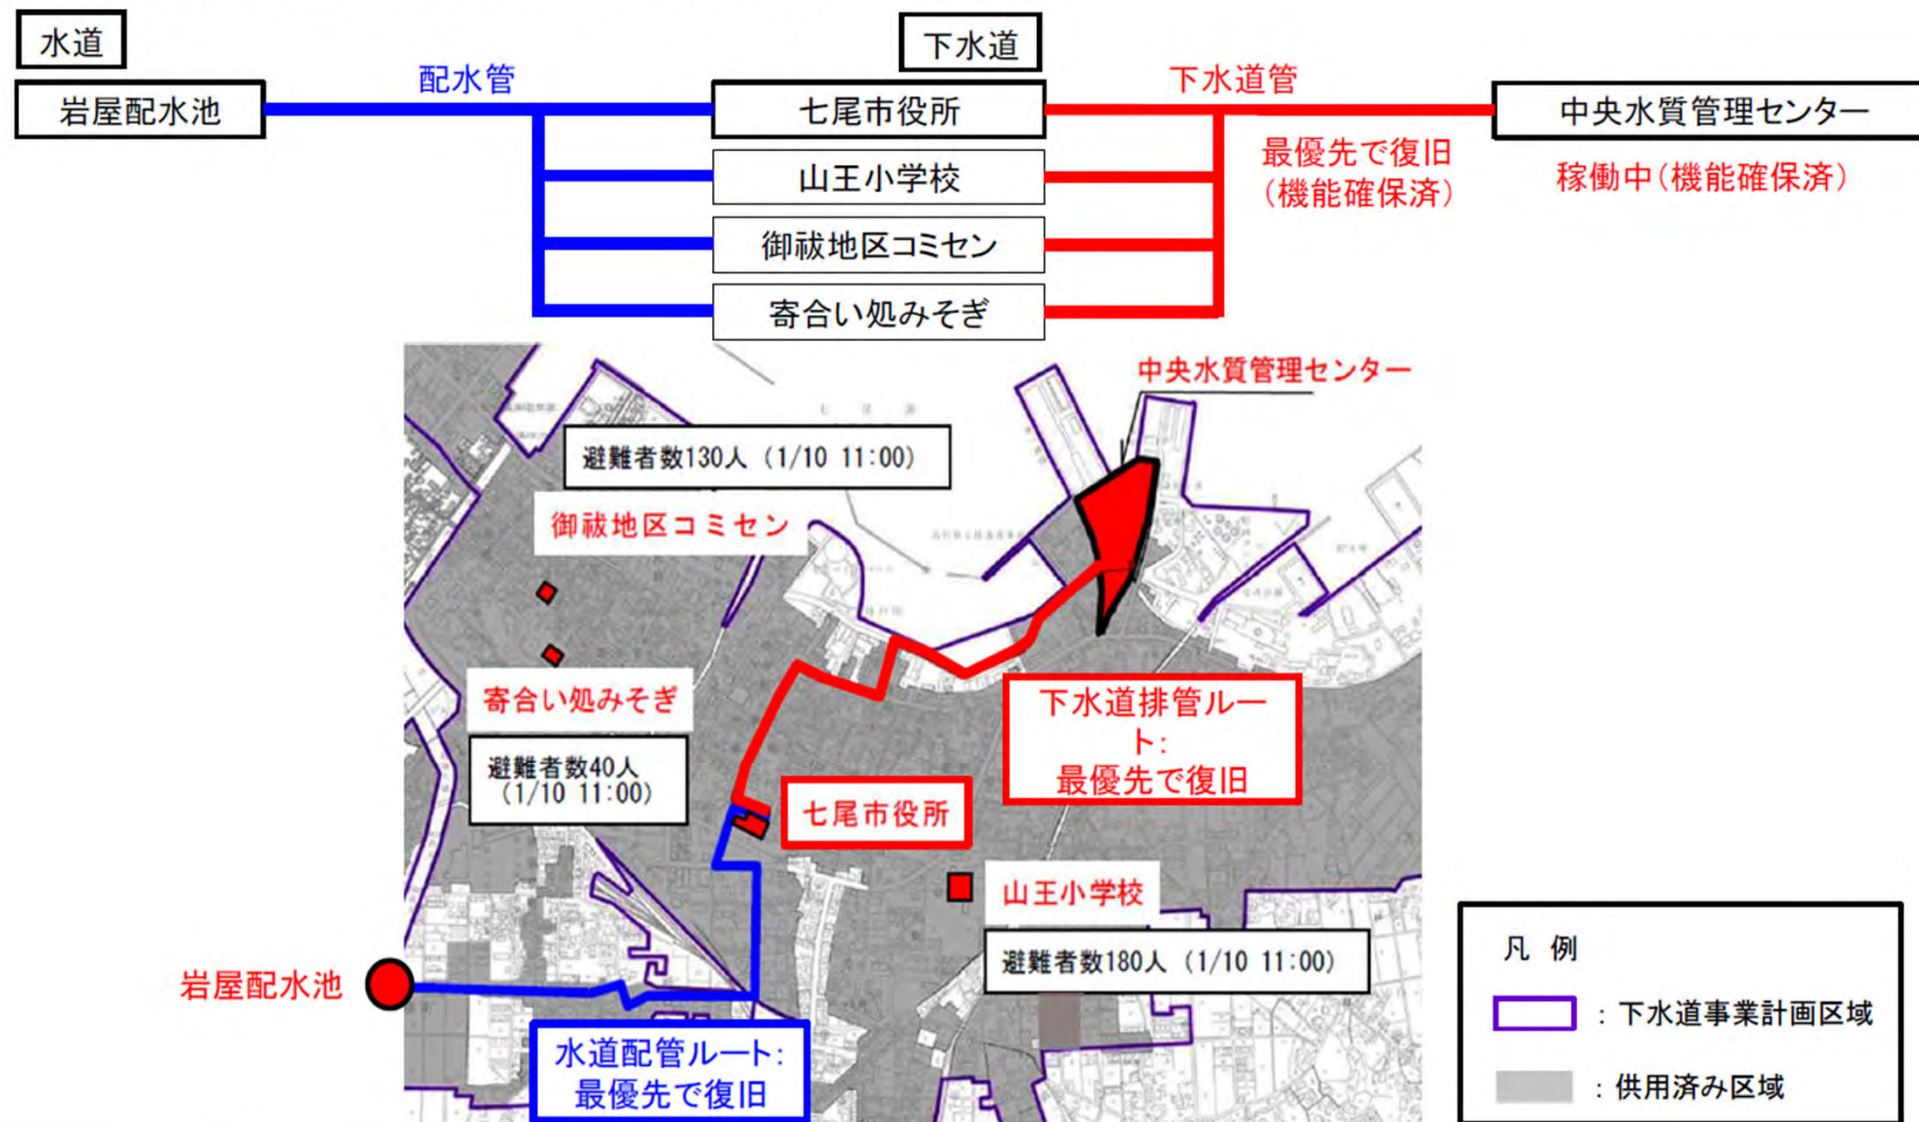 水道
下水道
岩屋配水池
配水管
七尾市役所
下水道管
中央水質管理センター
山王小学校
最優先で復旧
（機能確保済）
稼働中（機能確保済）
御祓地区コミセン
寄合い処みそぎ
中央水質管理センター
避難者数130人（1/10 11:00）
御祓地区コミセン
寄合い処みそぎ
避難者数40人
（1/10 11:00）
下水道排管ルー
ト：
最優先で復旧
七尾市役所
山王小学校
避難者数180人（1/10 11:00）
岩屋配水池
水道配管ルート：
最優先で復旧
凡 例
：下水道事業計画区域
：供用済み区域